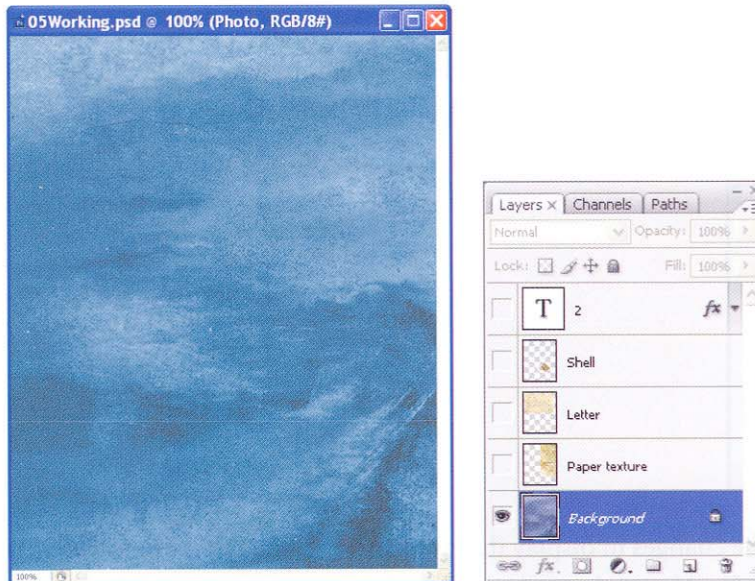 05Working.psd @ 100% (Photo, RGB/8#)
100%
Layers × Channels Paths
Normal Opacity: 100%
Lock: Fill: 100%
T 2 fx
Shell
Letter
Paper texture
Background
fx.